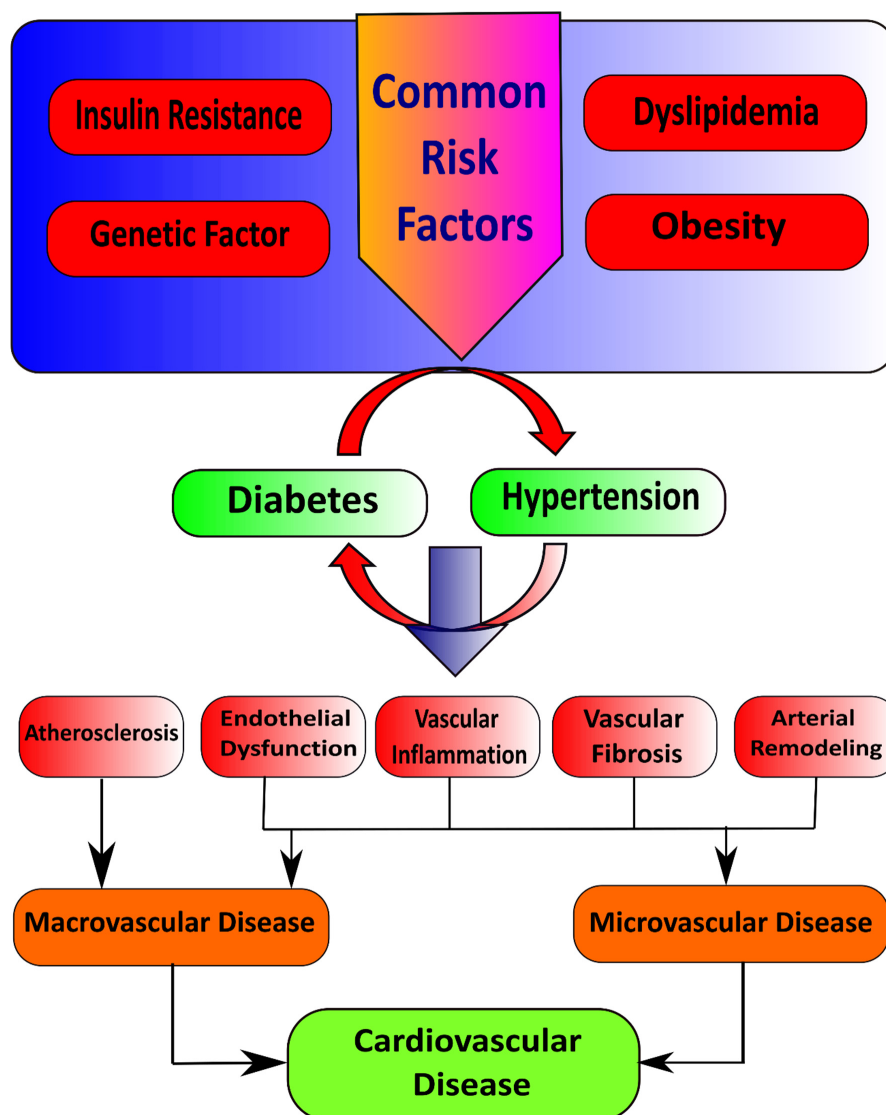 Common
Risk
Factors
Insulin Resistance
Genetic Factor
Dyslipidemia
Obesity
Diabetes
Hypertension
Atherosclerosis
Endothelial
Dysfunction
Vascular
Inflammation
Vascular
Fibrosis
Arterial
Remodeling
Macrovascular Disease
Microvascular Disease
Cardiovascular
Disease